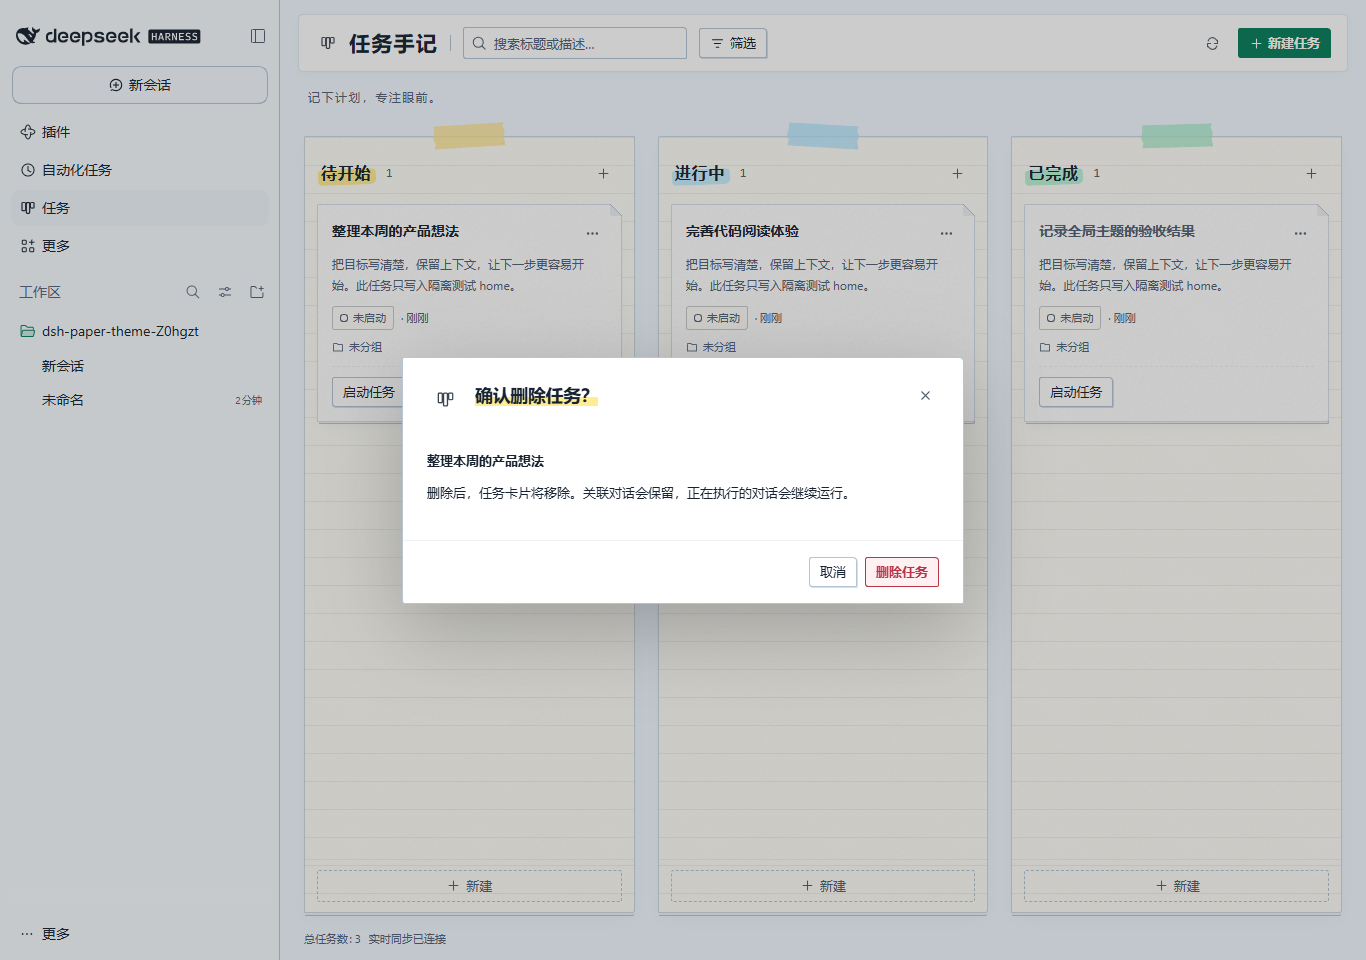 deepseek HARNESS
新会话
插件
自动化任务
任务
更多
工作区
dsh-paper-theme-Z0hgzt
新会话
未命名 2分钟
更多
任务手记
搜索标题或描述...
筛选
新建任务
记下计划，专注眼前。
待开始 1
整理本周的产品想法
把目标写清楚，保留上下文，让下一步更容易开
始。此任务只写入隔离测试 home。
未启动 · 刚刚
未分组
启动任务
新建
进行中 1
完善代码阅读体验
把目标写清楚，保留上下文，让下一步更容易开
始。此任务只写入隔离测试 home。
未启动 · 刚刚
未分组
新建
已完成 1
记录全局主题的验收结果
把目标写清楚，保留上下文，让下一步更容易开
始。此任务只写入隔离测试 home。
未启动 · 刚刚
未分组
启动任务
新建
确认删除任务？
整理本周的产品想法
删除后，任务卡片将移除。关联对话会保留，正在执行的对话会继续运行。
取消
删除任务
总任务数: 3 实时同步已连接